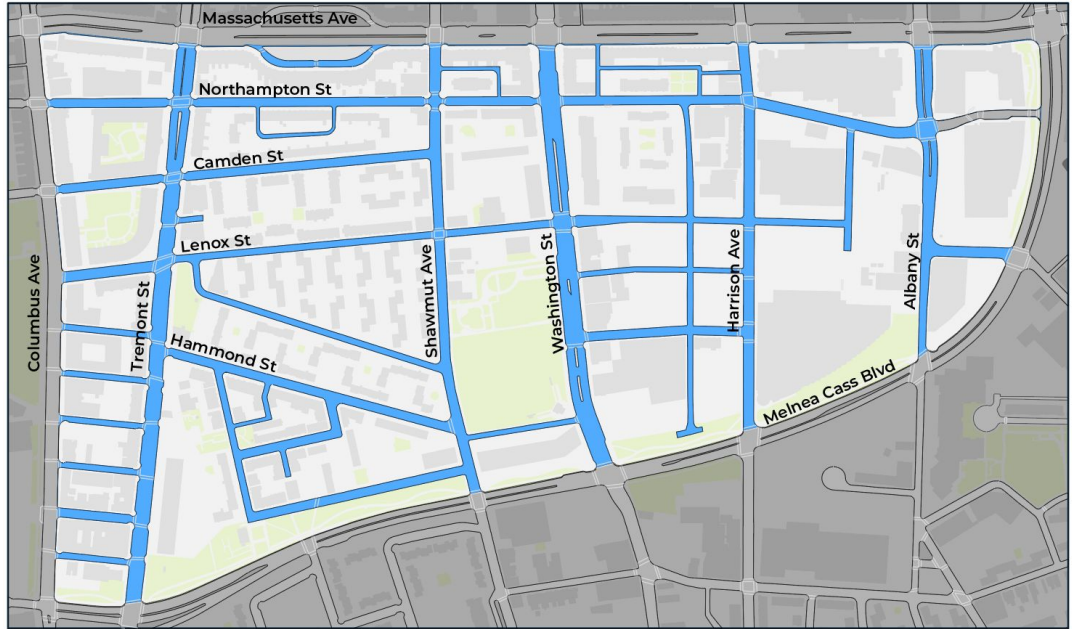 Massachusetts Ave
Northampton St
Camden St
Lenox St
Hammond St
Columbus Ave
Tremont St
Shawmut Ave
Washington St
Harrison Ave
Albany St
Melnea Cass Blvd